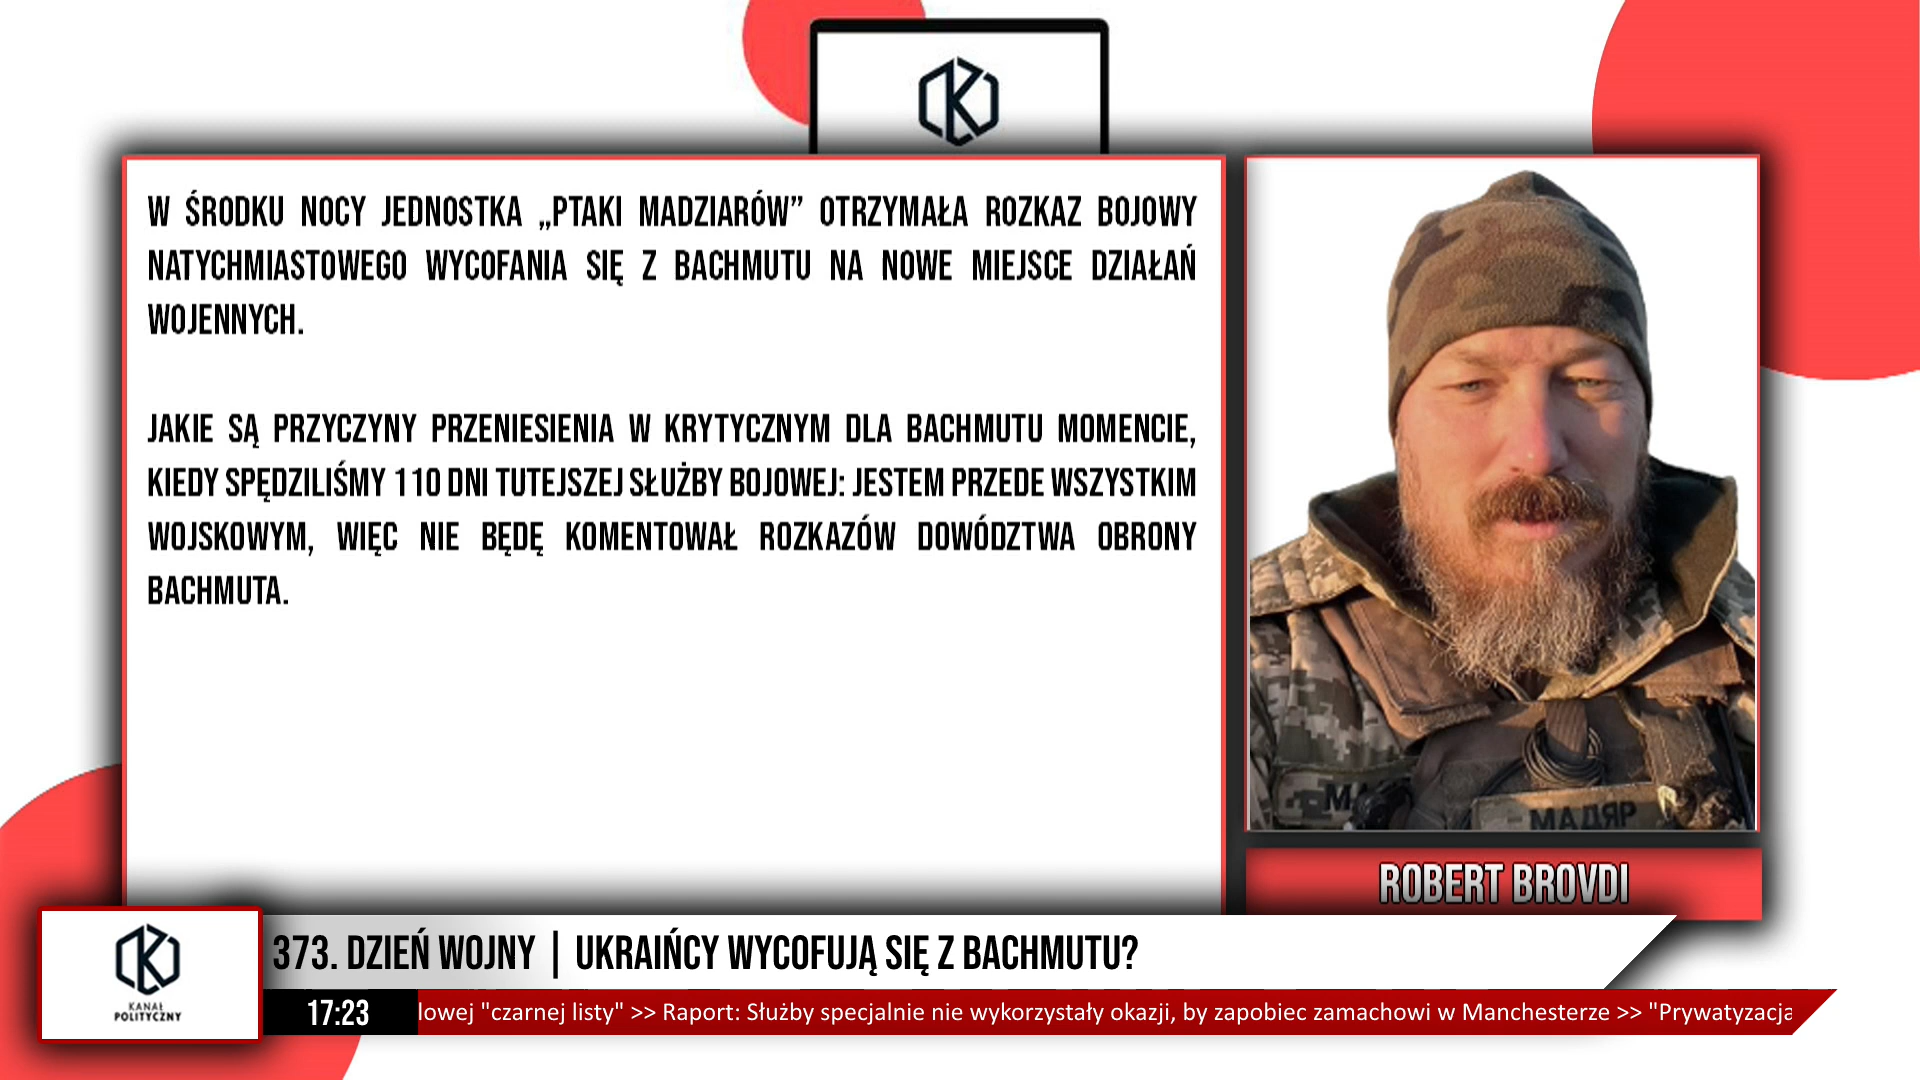 W ŚRODKU NOCY JEDNOSTKA „PTAKI MADZIARÓW” OTRZYMAŁA ROZKAZ BOJOWY
NATYCHMIASTOWEGO WYCOFANIA SIĘ Z BACHMUTU NA NOWE MIEJSCE DZIAŁAŃ
WOJENNYCH.
JAKIE SĄ PRZYCZYNY PRZENIESIENIA W KRYTYCZNYM DLA BACHMUTU MOMENCIE,
KIEDY SPĘDZILIŚMY 110 DNI TUTEJSZEJ SŁUŻBY BOJOWEJ: JESTEM PRZEDE WSZYSTKIM
WOJSKOWYM, WIĘC NIE BĘDĘ KOMENTOWAŁ ROZKAZÓW DOWÓDZTWA OBRONY
BACHMUTA.
МАДЯР
ROBERT BROVDI
373. DZIEŃ WOJNY | UKRAIŃCY WYCOFUJĄ SIĘ Z BACHMUTU?
KANAŁ
POLITYCZNY
17:23
lowej "czarnej listy" >> Raport: Służby specjalnie nie wykorzystały okazji, by zapobiec zamachowi w Manchesterze >> "Prywatyzacja